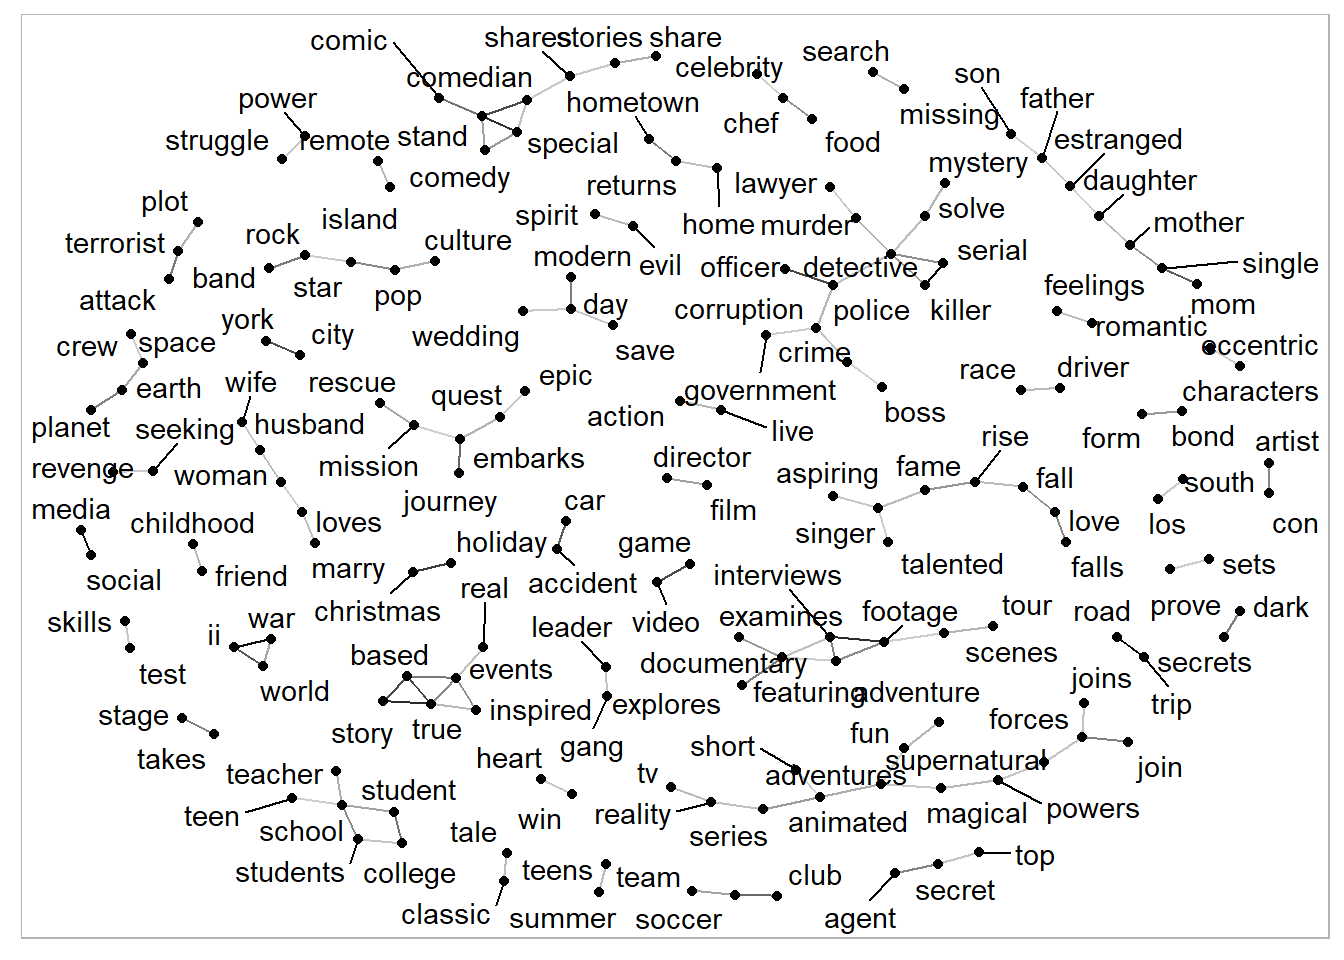 comic
shares
stories
share
comedian
celebrity
search
son
power
hometown
father
struggle
remote
stand
special
chef
food
missing
estranged
comedy
returns
lawyer
mystery
daughter
plot
island
spirit
home
murder
solve
mother
terrorist
rock
culture
modern
evil
officer
detective
serial
single
attack
band
star
pop
day
corruption
police
killer
feelings
mom
crew
space
york
city
wedding
save
crime
romantic
eccentric
earth
wife
rescue
quest
epic
action
government
boss
race
driver
characters
planet
seeking
husband
live
form
bond
artist
revenge
woman
mission
embarks
director
aspiring
fame
rise
fall
south
media
childhood
loves
journey
car
film
singer
love
los
con
social
friend
marry
holiday
accident
game
interviews
talented
falls
sets
skills
ii
war
christmas
real
leader
video
examines
footage
tour
road
prove
dark
test
world
based
events
explores
documentary
scenes
secrets
stage
story
true
inspired
gang
featuring
adventure
joins
trip
takes
teacher
heart
short
fun
forces
join
teen
student
tv
adventures
supernatural
school
tale
win
reality
series
animated
magical
powers
students
college
teens
team
club
secret
top
classic
summer
soccer
agent